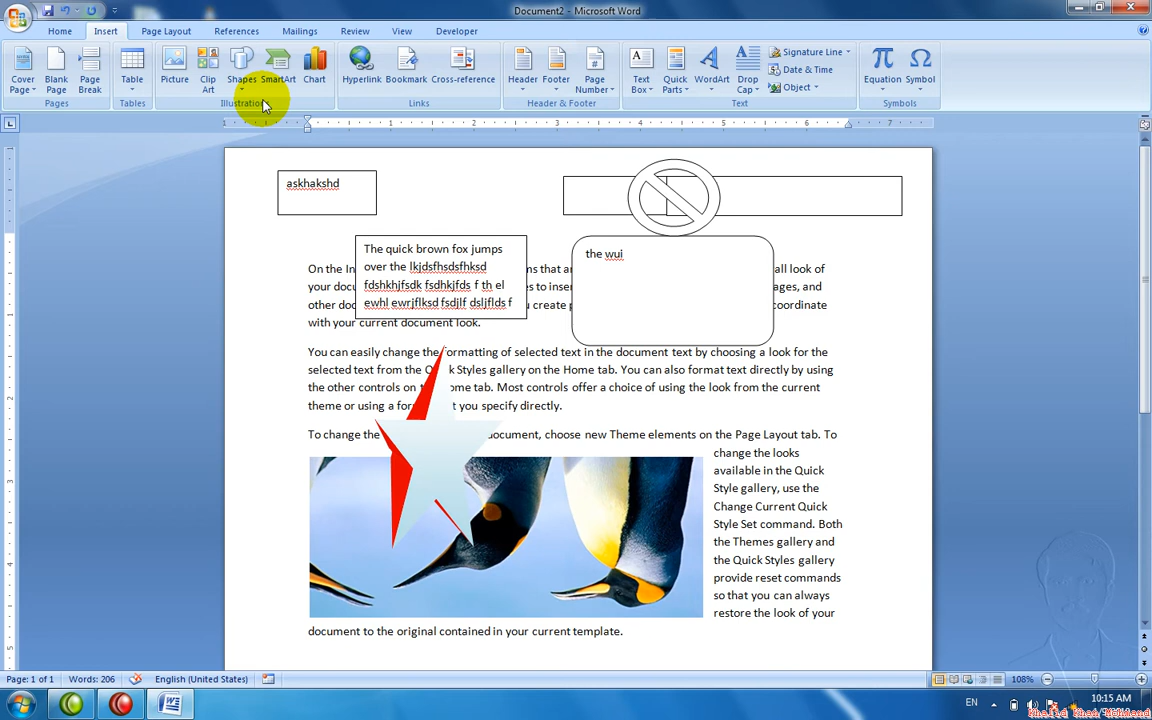 Document2 - Microsoft Word
Home Insert Page Layout References Mailings Review View Developer
Cover Page Blank Page Page Break Table Picture Clip Art Shapes SmartArt Chart Hyperlink Bookmark Cross-reference Header Footer Page Number Text Box Quick Parts WordArt Drop Cap Signature Line Date & Time Object Equation Symbol
Pages Tables Illustrations Links Header & Footer Text Symbols
1 1 2 3 4 5 6 7
askhakshd
The quick brown fox jumps
over the lkjdsfhsdsfhksd
fdshkhjfsdk fsdhkjfds f th el
ewhl ewrjflksd fsdjlf dsljflds f
the wui
On the In ns that ar all look of
your docu es to inser ages, and
other doc u create p coordinate
with your current document look.
You can easily change the formatting of selected text in the document text by choosing a look for the
selected text from the Quick Styles gallery on the Home tab. You can also format text directly by using
the other controls on t ome tab. Most controls offer a choice of using the look from the current
theme or using a for t you specify directly.
To change the document, choose new Theme elements on the Page Layout tab. To
change the looks
available in the Quick
Style gallery, use the
Change Current Quick
Style Set command. Both
the Themes gallery and
the Quick Styles gallery
provide reset commands
so that you can always
restore the look of your
document to the original contained in your current template.
Page: 1 of 1 Words: 206 English (United States) 108%
EN 10:15 AM